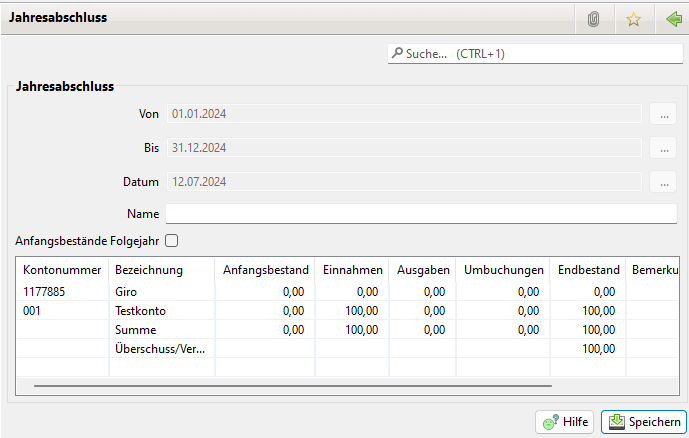 Jahresabschluss
Suche... (CTRL+1)
Jahresabschluss
Von 01.01.2024 ...
Bis 31.12.2024 ...
Datum 12.07.2024 ...
Name
Anfangsbestände Folgejahr
Kontonummer Bezeichnung Anfangsbestand Einnahmen Ausgaben Umbuchungen Endbestand Bemerku
1177885 Giro 0,00 0,00 0,00 0,00 0,00
001 Testkonto 0,00 100,00 0,00 0,00 100,00
Summe 0,00 100,00 0,00 0,00 100,00
Überschuss/Ver... 100,00
Hilfe Speichern